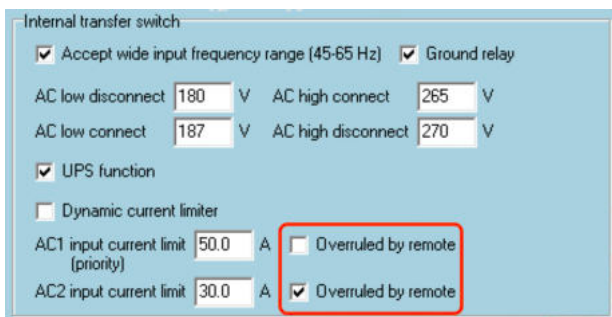 Internal transfer switch
Accept wide input frequency range (45-65 Hz) Ground relay
AC low disconnect 180 V AC high connect 265 V
AC low connect 187 V AC high disconnect 270 V
UPS function
Dynamic current limiter
AC1 input current limit 50.0 A Overruled by remote
(priority)
AC2 input current limit 30.0 A Overruled by remote